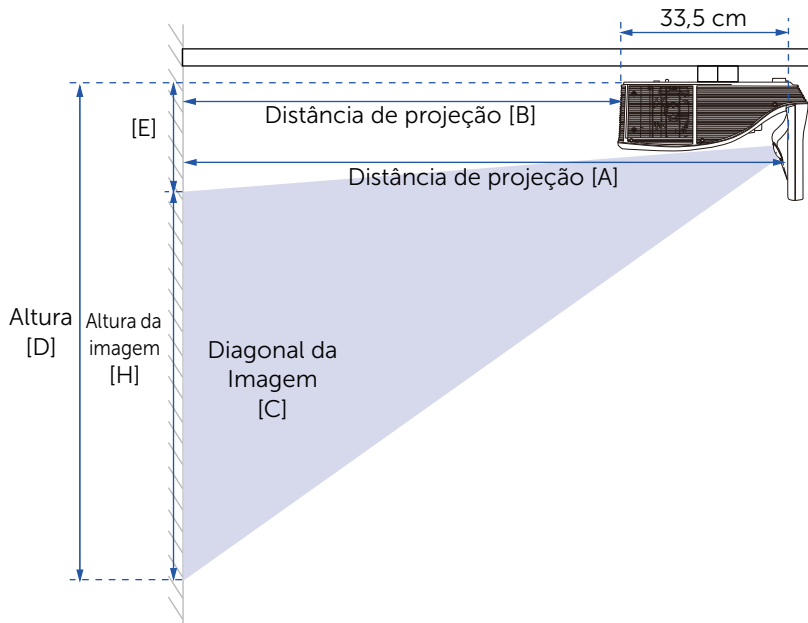 33,5 cm
[E]
Distância de projeção [B]
Distância de projeção [A]
Altura
[D]
Altura da
imagem
[H]
Diagonal da
Imagem
[C]